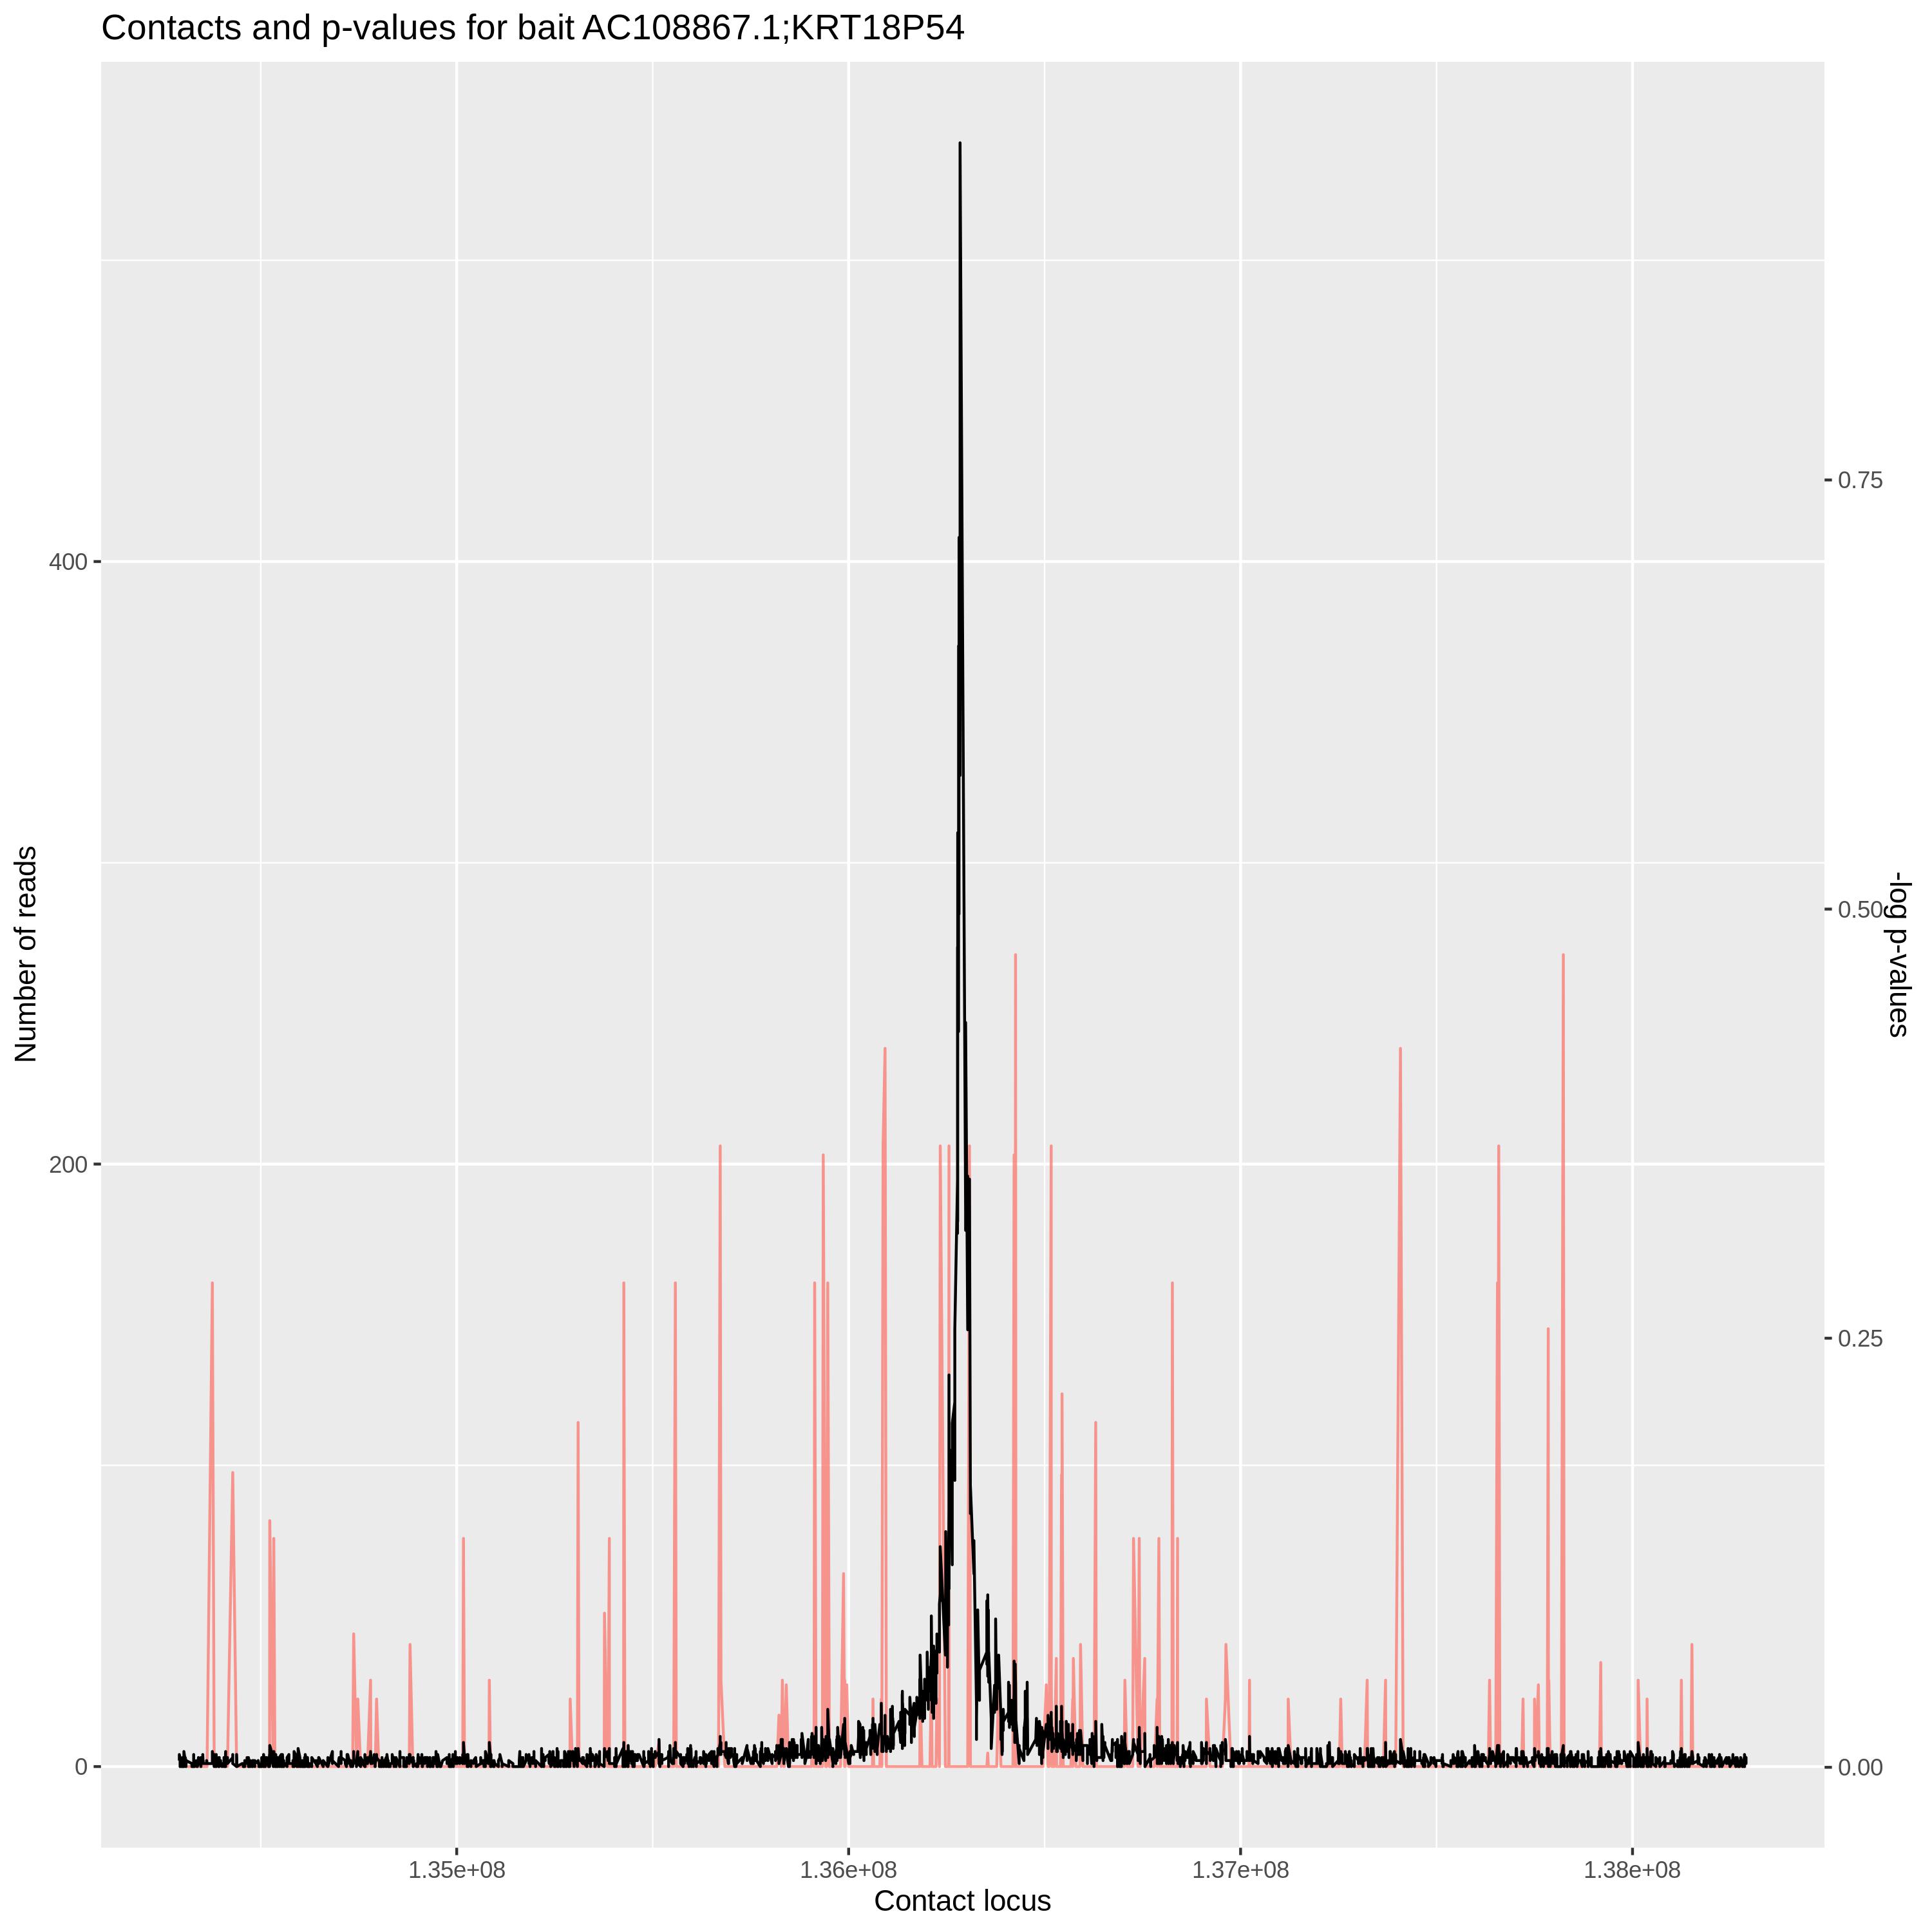 Contacts and p-values for bait AC108867.1;KRT18P54
Number of reads
400
200
0
0.75
0.50
0.25
0.00
-log p-values
1.35e+08
1.36e+08
1.37e+08
1.38e+08
Contact locus